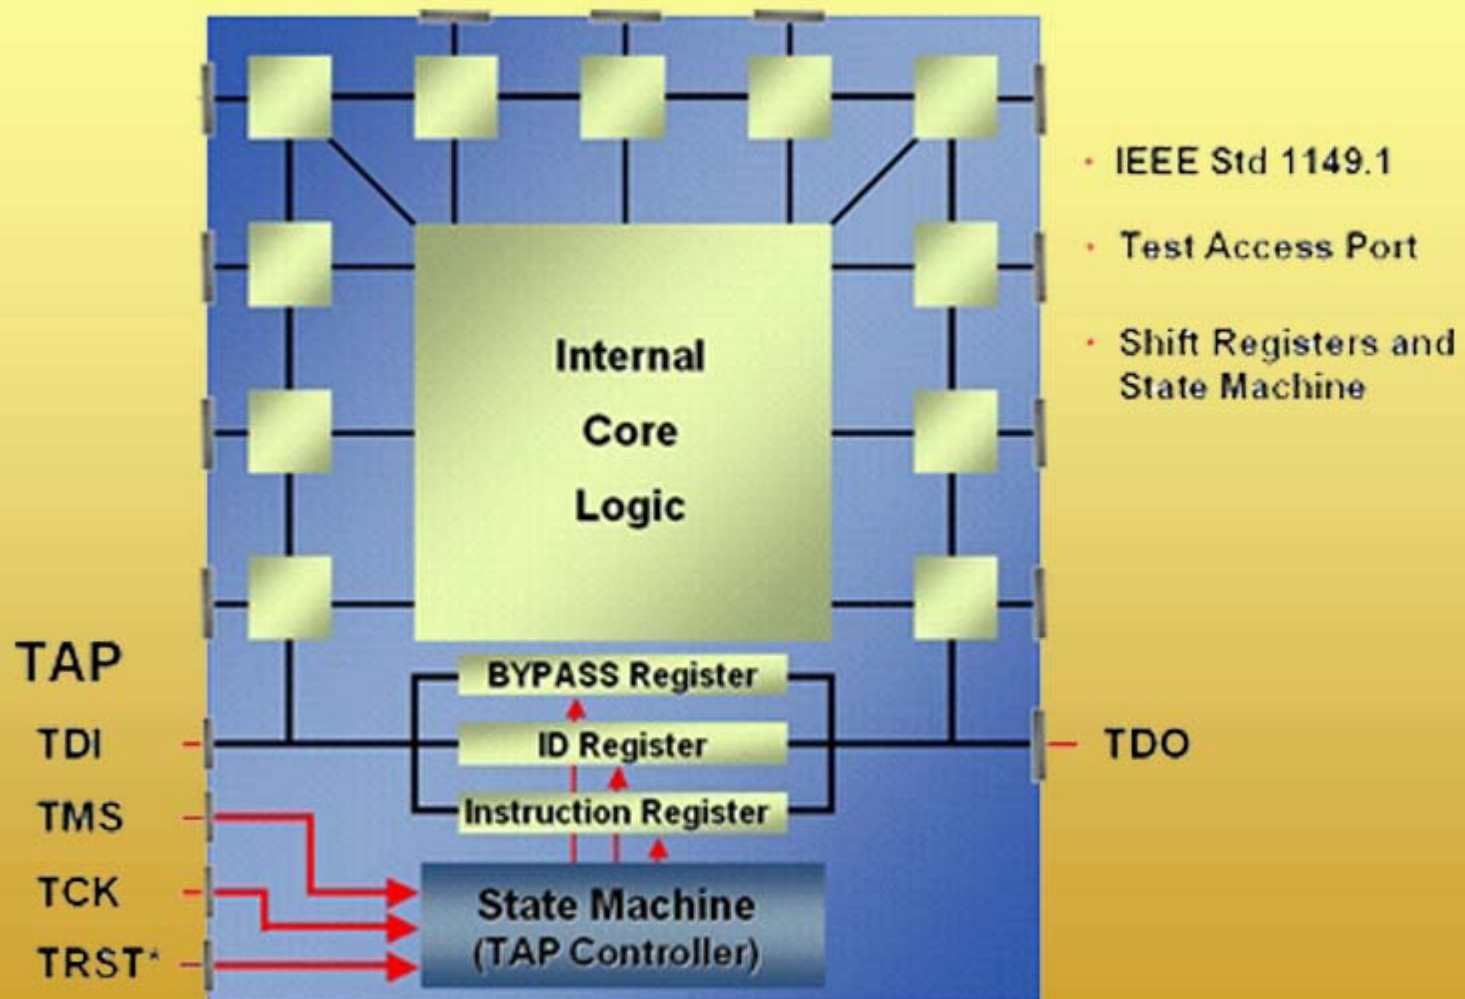 IEEE Std 1149.1
Test Access Port
Shift Registers and
State Machine
Internal
Core
Logic
TAP
BYPASS Register
TDI
ID Register
TDO
TMS
Instruction Register
TCK
State Machine
(TAP Controller)
TRST*